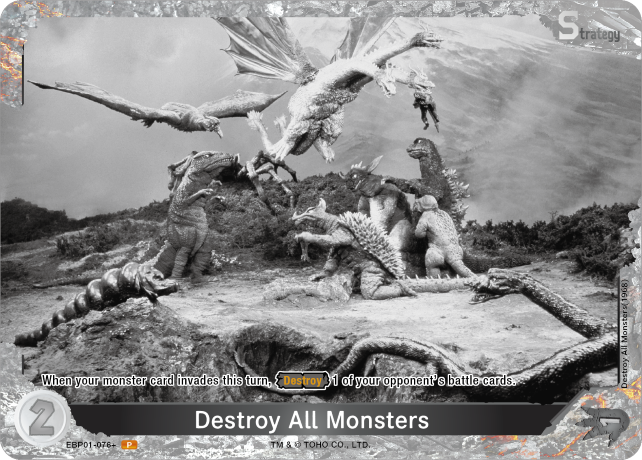 Strategy
Destroy All Monsters(1968)
When your monster card invades this turn, Destroy 1 of your opponent's battle cards.
2
Destroy All Monsters
1
EBP01-076+ P
TM & © TOHO CO., LTD.